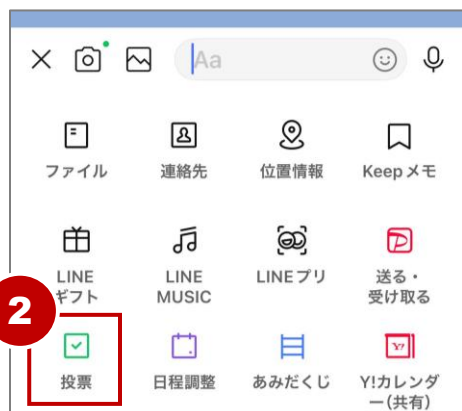 Aa
ファイル
連絡先
位置情報
Keepメモ
LINE
ギフト
LINE
MUSIC
LINEプリ
送る・
受け取る
2
投票
日程調整
あみだくじ
Y!
Y!カレンダ
ー(共有)